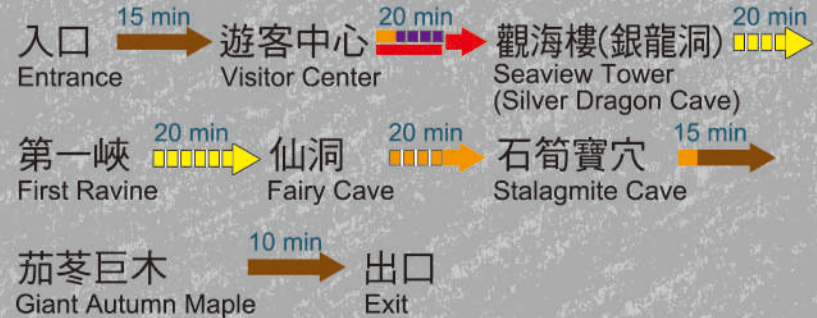 入口 15 min 遊客中心 20 min 觀海樓(銀龍洞) 20 min
Entrance Visitor Center Seaview Tower
(Silver Dragon Cave)
第一峽 20 min 仙洞 20 min 石筍寶穴 15 min
First Ravine Fairy Cave Stalagmite Cave
茄苳巨木 10 min 出口
Giant Autumn Maple Exit